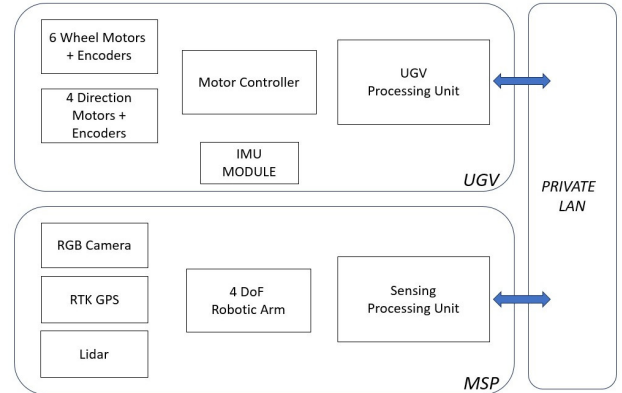 6 Wheel Motors
+ Encoders
4 Direction
Motors +
Encoders
Motor Controller
IMU
MODULE
UGV
Processing Unit
UGV
RGB Camera
RTK GPS
Lidar
4 DoF
Robotic Arm
Sensing
Processing Unit
MSP
PRIVATE
LAN